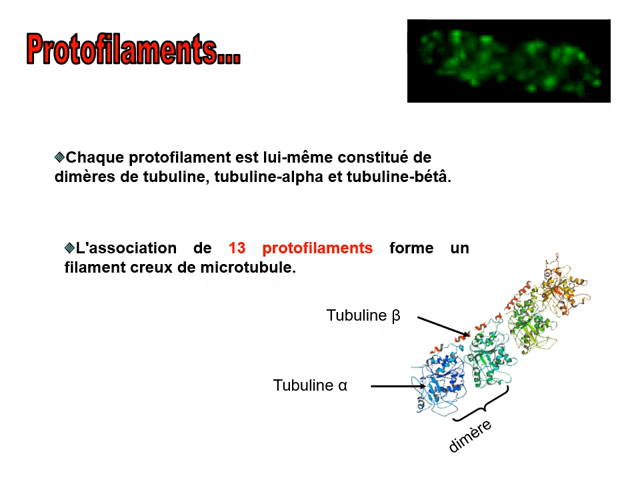 Protofilaments...
Chaque protofilament est lui-même constitué de
dimères de tubuline, tubuline-alpha et tubuline-bétâ.
L'association de 13 protofilaments forme un
filament creux de microtubule.
Tubuline β
Tubuline α
dimère